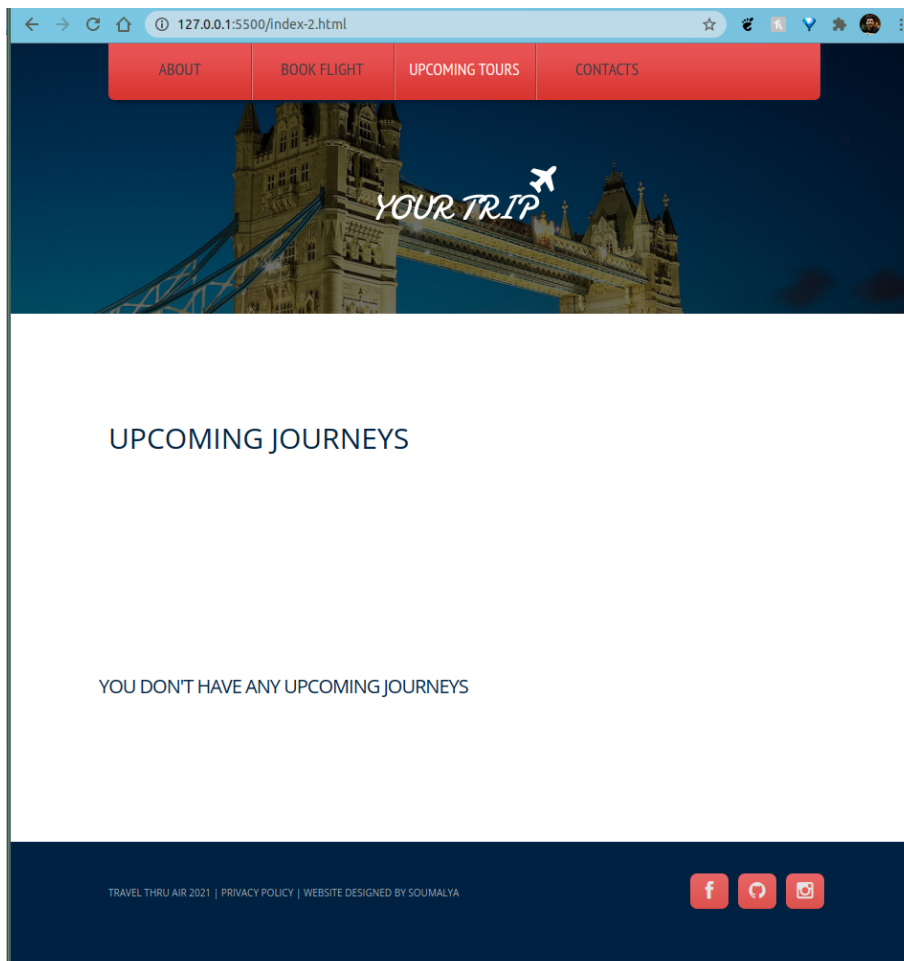 127.0.0.1:5500/index-2.html
ABOUT BOOK FLIGHT UPCOMING TOURS CONTACTS
YOUR TRIP
UPCOMING JOURNEYS
YOU DON'T HAVE ANY UPCOMING JOURNEYS
TRAVEL THRU AIR 2021 | PRIVACY POLICY | WEBSITE DESIGNED BY SOUMALYA